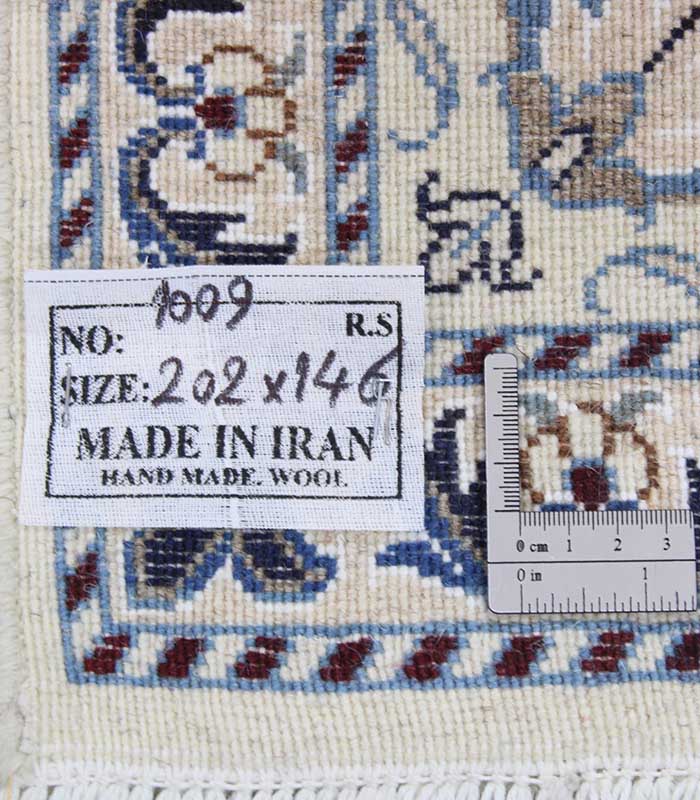 NO: 1009 R.S
SIZE: 202 x 146
MADE IN IRAN
HAND MADE. WOOL
0 cm 1 2 3
0 in 1